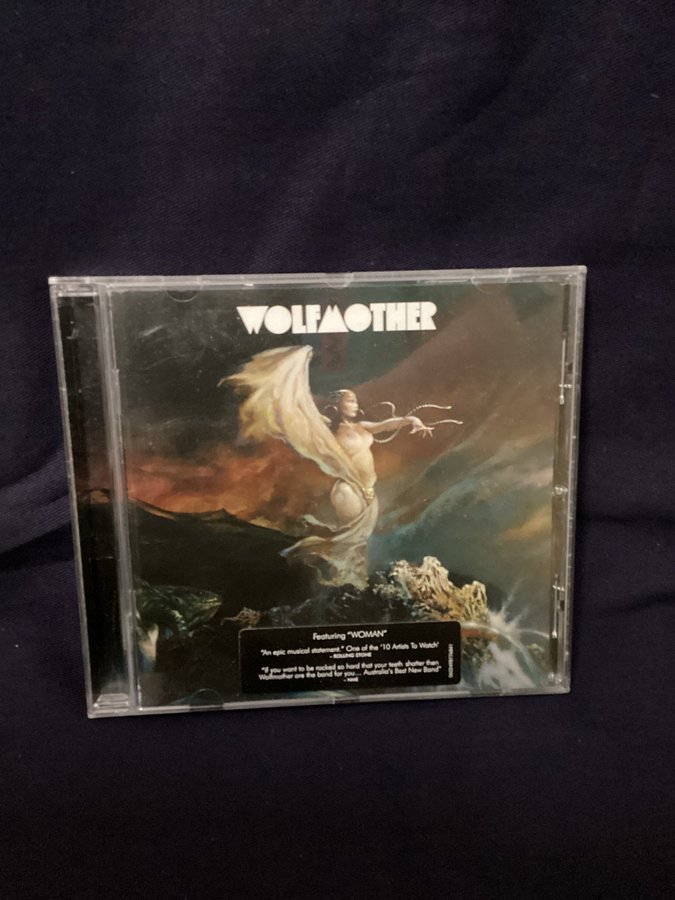 WOLFMOTHER
Featuring "WOMAN"
"An epic musical statement." One of the '10 Artists To Watch'
- ROLLING STONE
"If you want to be rocked so hard that your teeth shatter then
Wolfmother are the band for you... Australia's Best New Band"
- NME